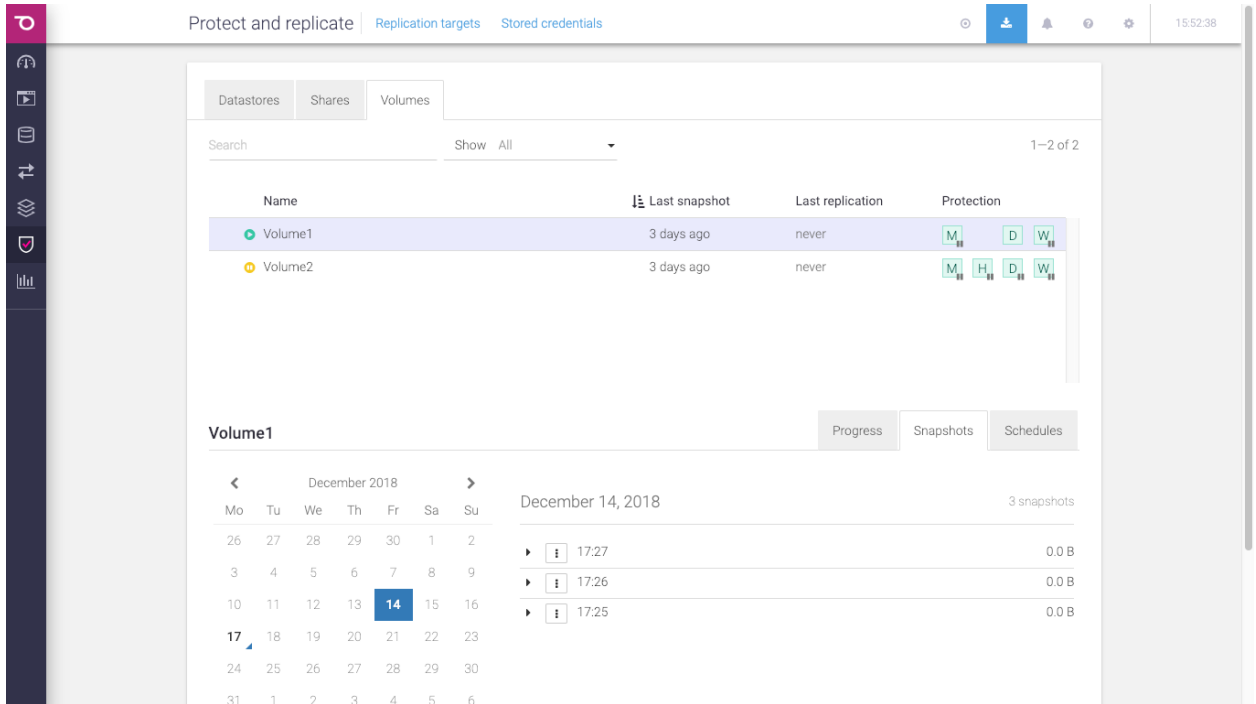 Protect and replicate Replication targets Stored credentials 15:52:38
Datastores Shares Volumes
Search Show All 1—2 of 2
Name Last snapshot Last replication Protection
Volume1 3 days ago never M D W
Volume2 3 days ago never M H D W
Volume1 Progress Snapshots Schedules
December 2018
Mo Tu We Th Fr Sa Su
December 14, 2018 3 snapshots
26 27 28 29 30 1 2
17:27 0.0 B
3 4 5 6 7 8 9
17:26 0.0 B
10 11 12 13 14 15 16
17:25 0.0 B
17 18 19 20 21 22 23
24 25 26 27 28 29 30
31 1 2 3 4 5 6